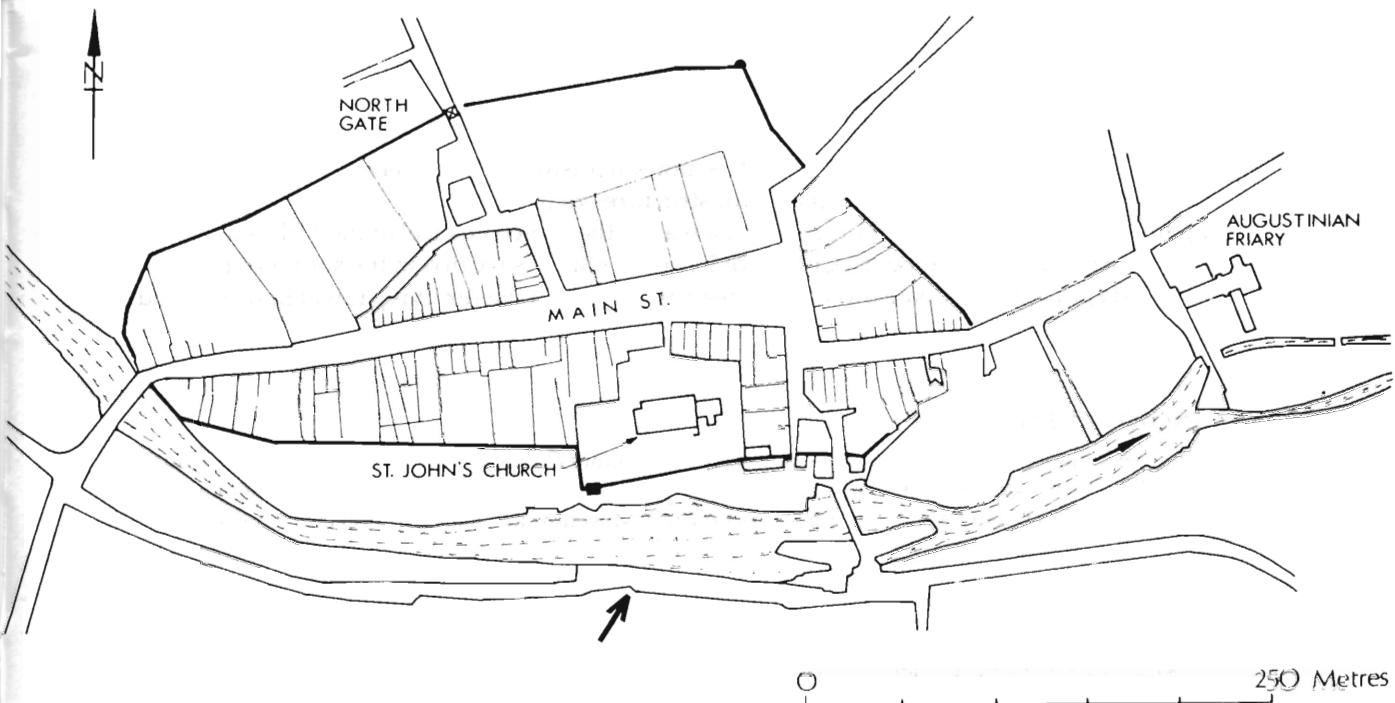 N
NORTH
GATE
AUGUSTINIAN
FRIARY
MAIN ST.
ST. JOHN'S CHURCH
0
250 Metres